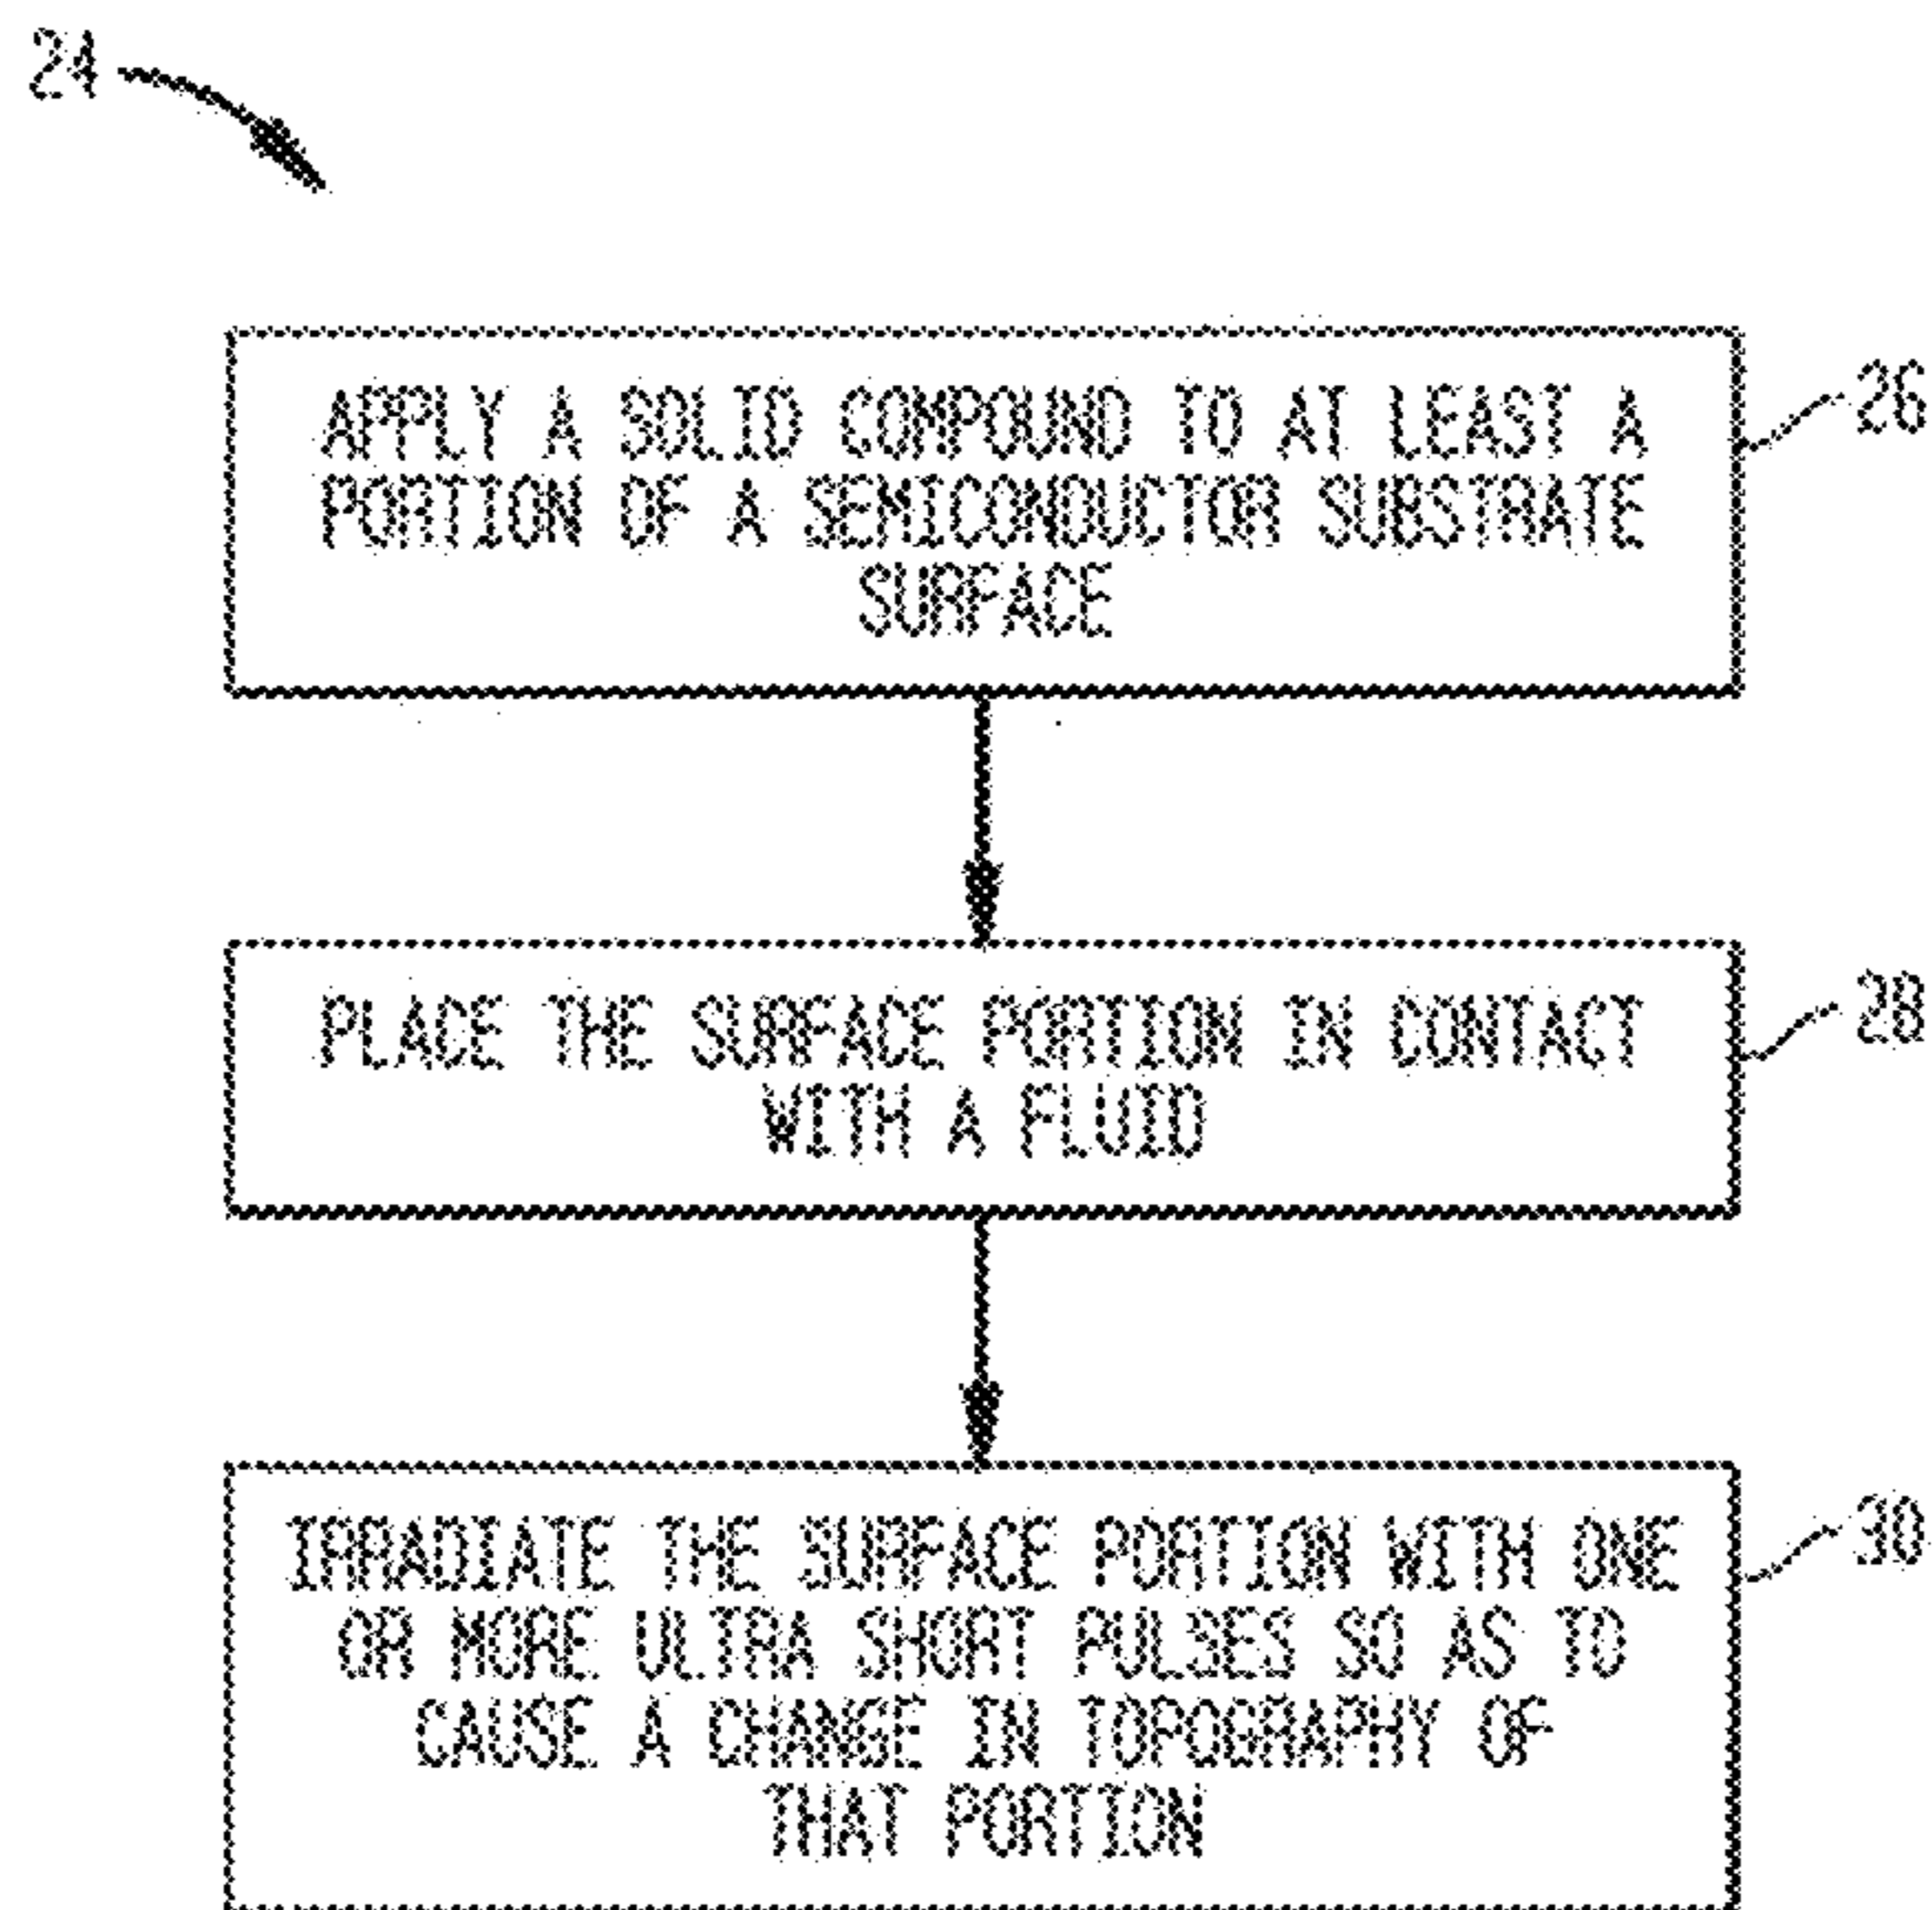 24
APPLY A SOLID COMPOUND TO AT LEAST A
PORTION OF A SEMICONDUCTOR SUBSTRATE
SURFACE
26
PLACE THE SURFACE PORTION IN CONTACT
WITH A FLUID
28
IRRADIATE THE SURFACE PORTION WITH ONE
OR MORE ULTRA SHORT PULSES SO AS TO
CAUSE A CHANGE IN TOPOGRAPHY OF
THAT PORTION
30